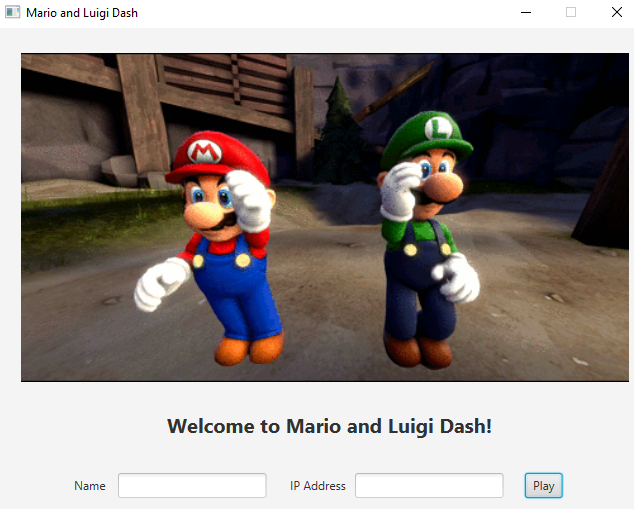 Mario and Luigi Dash
M
L
Welcome to Mario and Luigi Dash!
Name IP Address Play